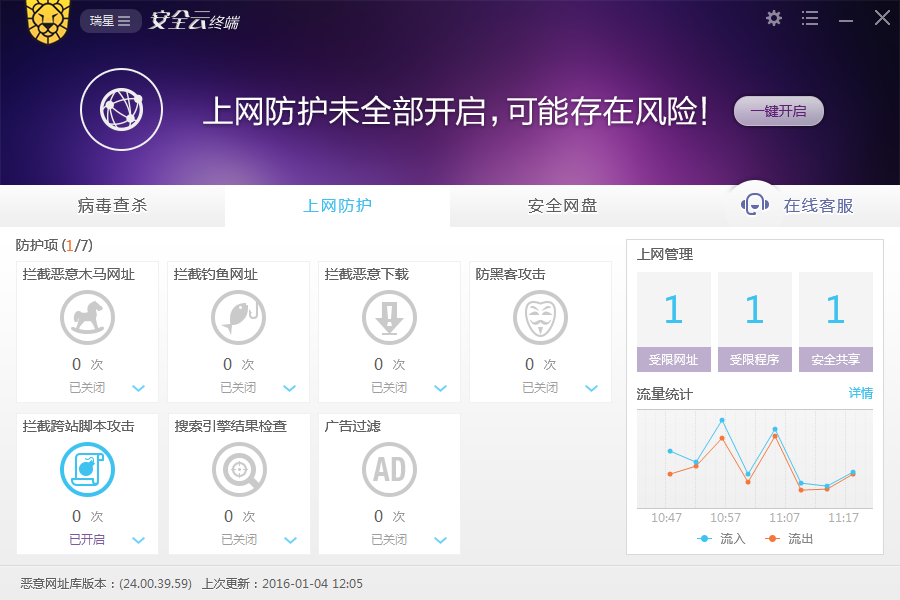 瑞星 安全云终端
上网防护未全部开启,可能存在风险! 一键开启
病毒查杀 上网防护 安全网盘 在线客服
防护项 (1/7)
拦截恶意木马网址 拦截钓鱼网址 拦截恶意下载 防黑客攻击
0 次 0 次 0 次 0 次
已关闭 已关闭 已关闭 已关闭
拦截跨站脚本攻击 搜索引擎结果检查 广告过滤
AD
0 次 0 次 0 次
已开启 已关闭 已关闭
上网管理
1 1 1
受限网址 受限程序 安全共享
流量统计 详情
10:47 10:57 11:07 11:17
流入 流出
恶意网址库版本：(24.00.39.59) 上次更新：2016-01-04 12:05